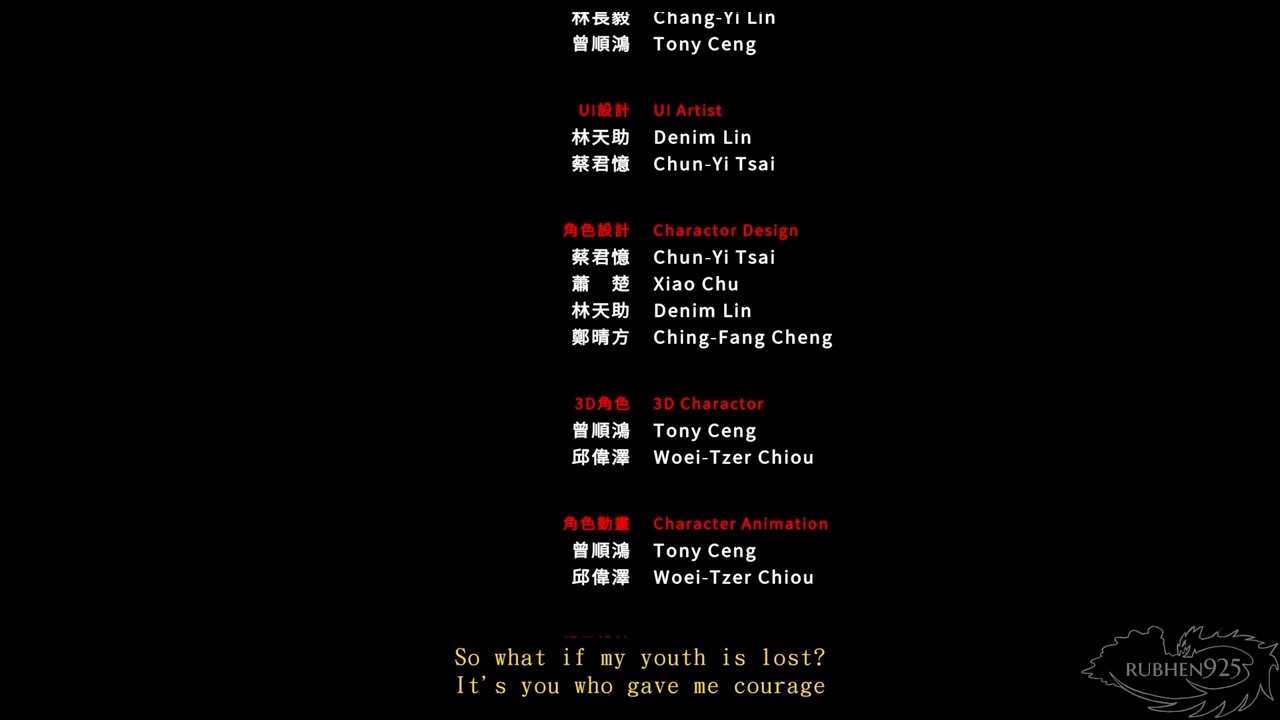 林長毅 Chang-Yi Lin
曾順鴻 Tony Ceng
UI設計 UI Artist
林天助 Denim Lin
蔡君憶 Chun-Yi Tsai
角色設計 Charactor Design
蔡君憶 Chun-Yi Tsai
蕭 楚 Xiao Chu
林天助 Denim Lin
鄭晴方 Ching-Fang Cheng
3D角色 3D Charactor
曾順鴻 Tony Ceng
邱偉澤 Woei-Tzer Chiou
角色動畫 Character Animation
曾順鴻 Tony Ceng
邱偉澤 Woei-Tzer Chiou
So what if my youth is lost?
It's you who gave me courage
RUBHEN925